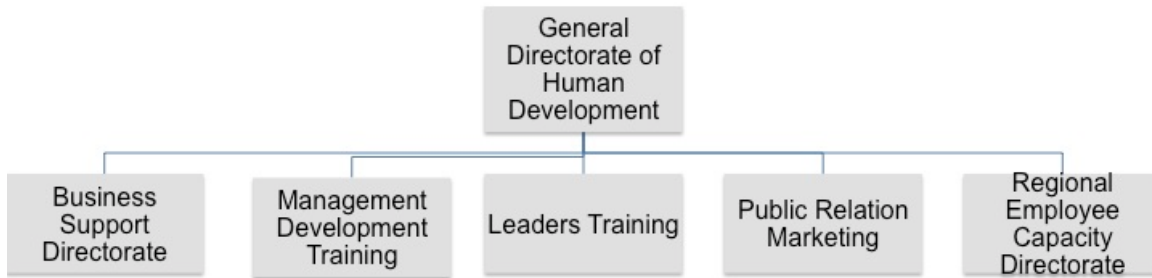 General
Directorate of
Human
Development
Business
Support
Directorate
Management
Development
Training
Leaders Training
Public Relation
Marketing
Regional
Employee
Capacity
Directorate